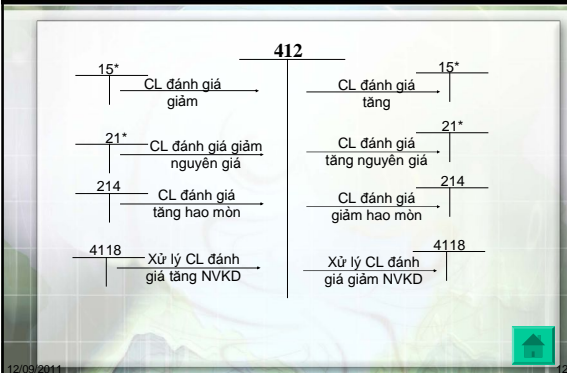 412
15*
CL đánh giá
giảm
15*
CL đánh giá
tăng
21*
CL đánh giá giảm
nguyên giá
21*
CL đánh giá
tăng nguyên giá
214
CL đánh giá
tăng hao mòn
214
CL đánh giá
giảm hao mòn
4118
Xử lý CL đánh
giá tăng NVKD
4118
Xử lý CL đánh
giá giảm NVKD
12/09/2011
12